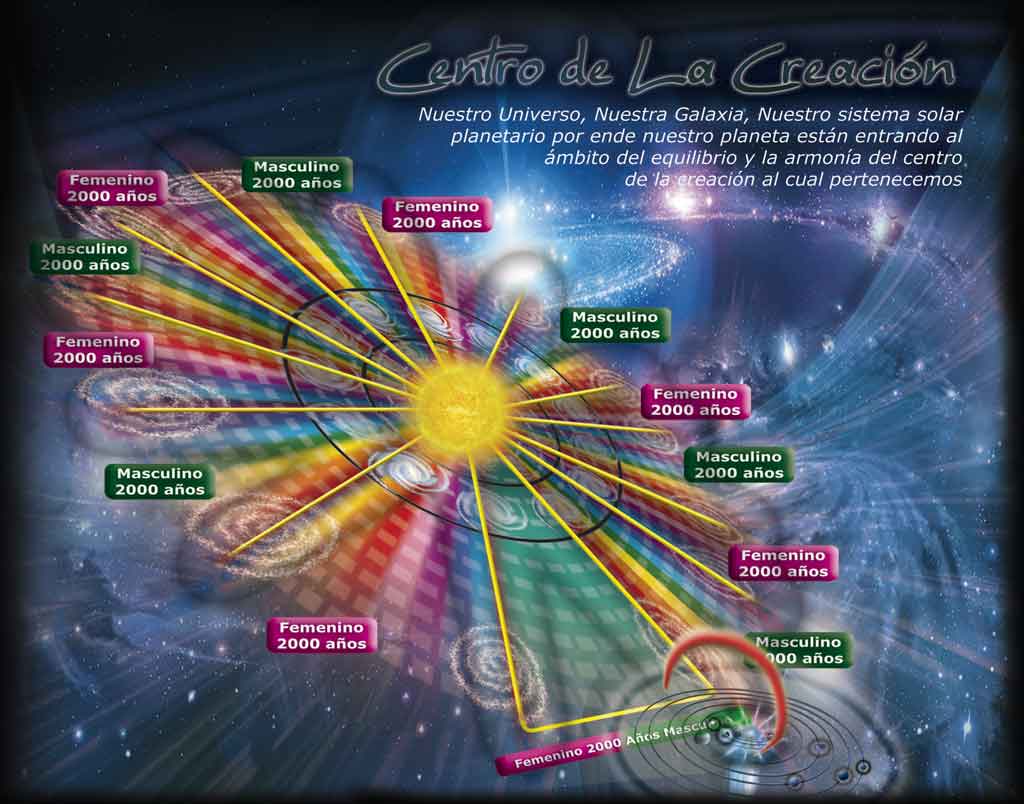 Centro de La Creación
Nuestro Universo, Nuestra Galaxia, Nuestro sistema solar
planetario por ende nuestro planeta están entrando al
ámbito del equilibrio y la armonía del centro
de la creación al cual pertenecemos
Masculino
2000 años
Femenino
2000 años
Femenino
2000 años
Masculino
2000 años
Masculino
2000 años
Femenino
2000 años
Femenino
2000 años
Masculino
2000 años
Masculino
2000 años
Femenino
2000 años
Femenino
2000 años
Masculino
2000 años
Femenino 2000 Años Mascul